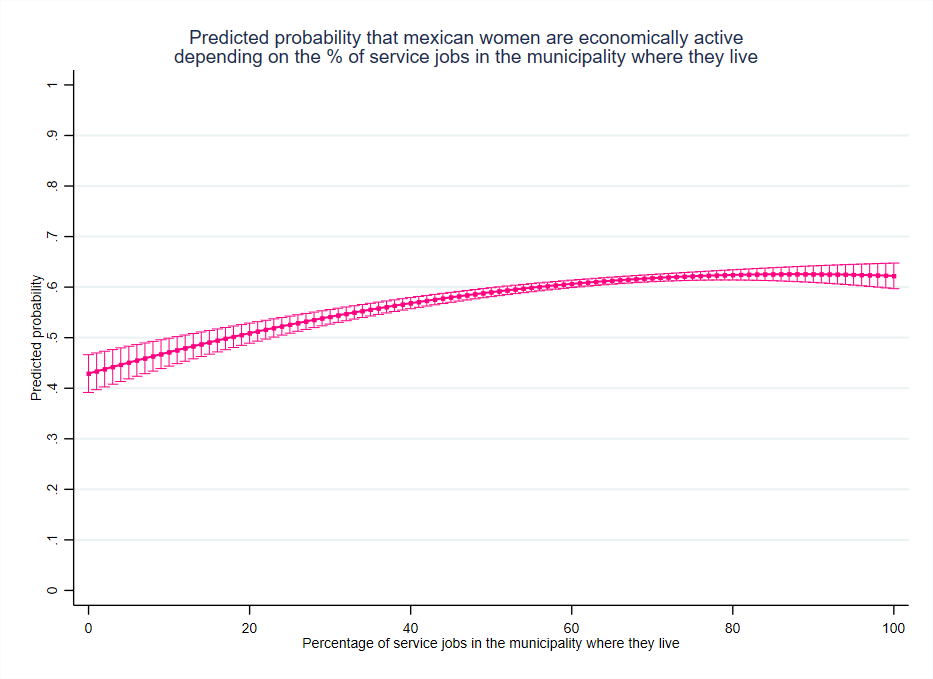 Predicted probability that mexican women are economically active
depending on the % of service jobs in the municipality where they live
Predicted probability
1
.9
.8
.7
.6
.5
.4
.3
.2
.1
0
0 20 40 60 80 100
Percentage of service jobs in the municipality where they live